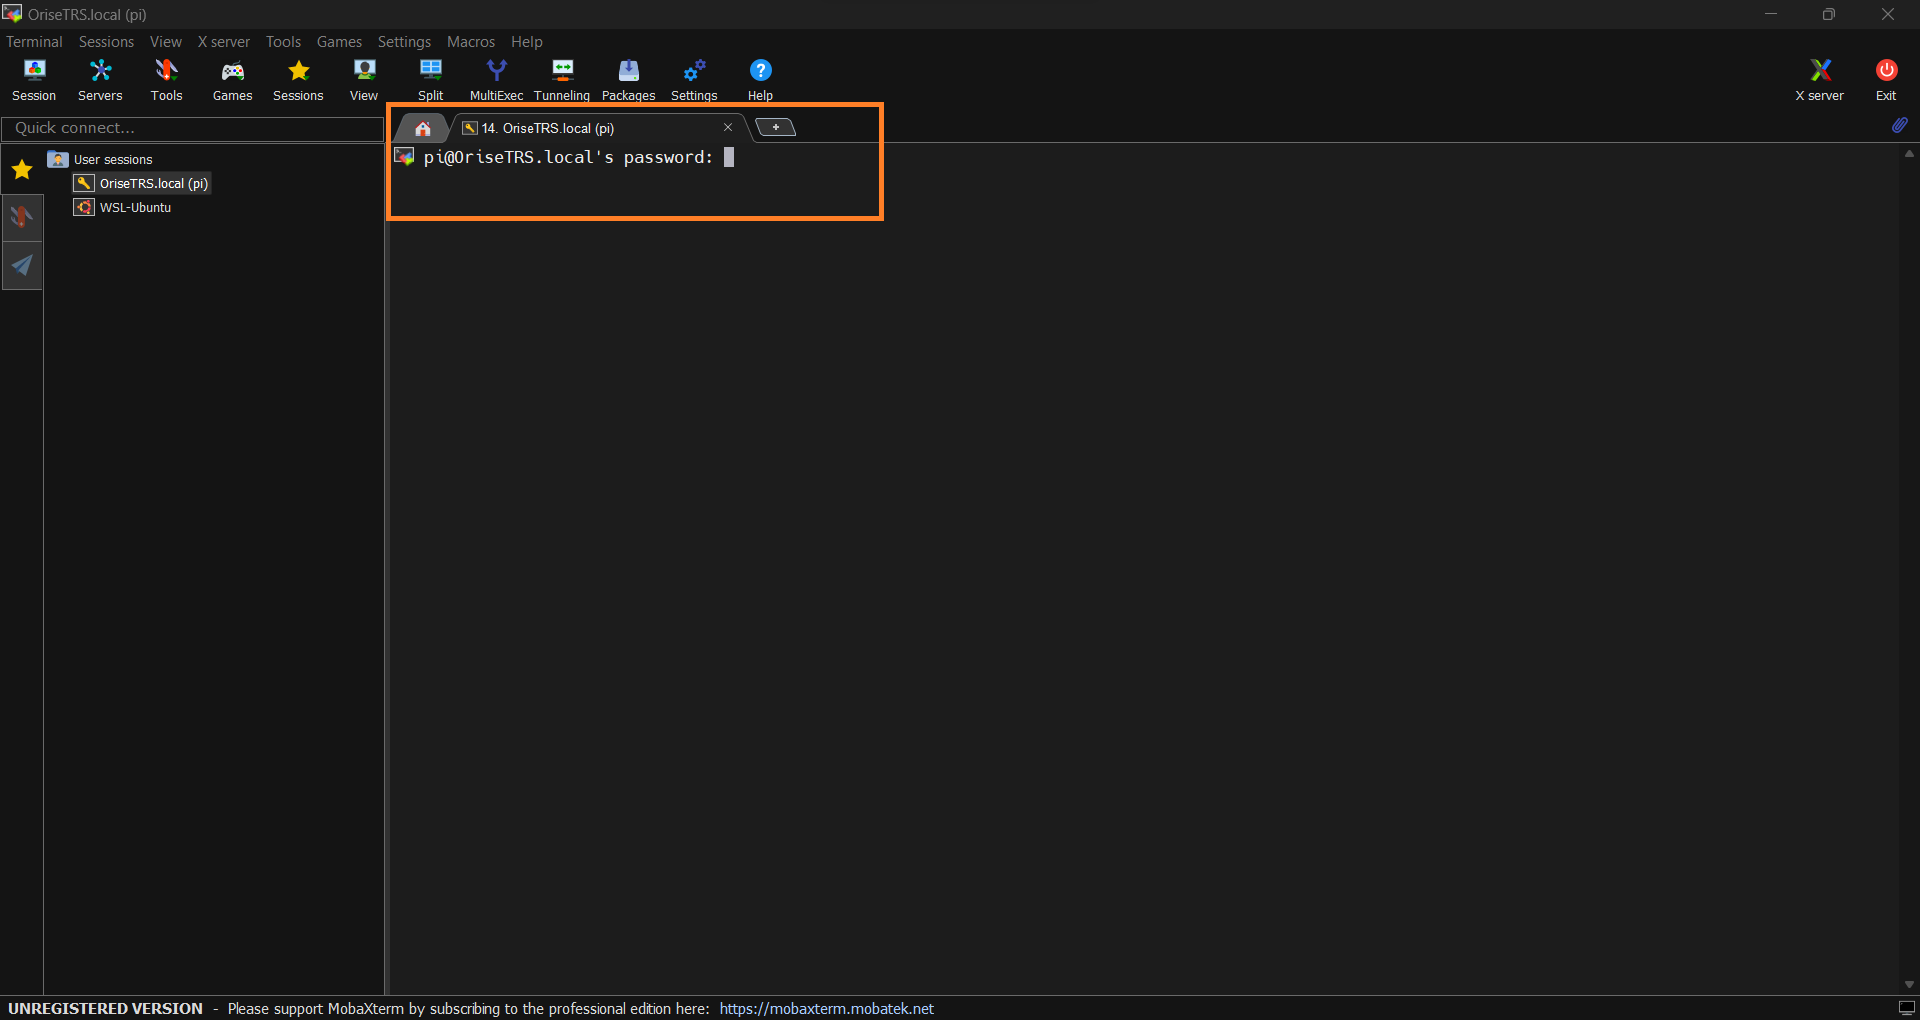 OriseTRS.local (pi)
Terminal Sessions View X server Tools Games Settings Macros Help
Session Servers Tools Games Sessions View Split MultiExec Tunneling Packages Settings Help X server Exit
Quick connect...
14. OriseTRS.local (pi)
pi@OriseTRS.local's password:
User sessions
OriseTRS.local (pi)
WSL-Ubuntu
UNREGISTERED VERSION - Please support MobaXterm by subscribing to the professional edition here: https://mobaxterm.mobatek.net